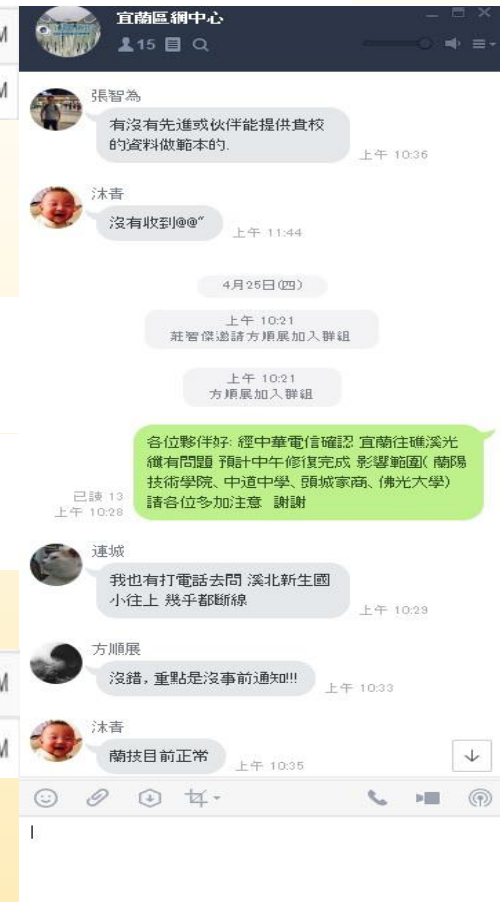 M
M
M
M
宜蘭區網中心
15
張智為
有沒有先進或伙伴能提供貴校
的資料做範本的.
上午 10:36
沐青
沒有收到@@"
上午 11:44
4月25日(四)
上午 10:21
莊智傑邀請方順展加入群組
上午 10:21
方順展加入群組
各位夥伴好: 經中華電信確認 宜蘭往礁溪光
纖有問題 預計中午修復完成 影響範圍( 蘭陽
技術學院、中道中學、頭城家商、佛光大學)
請各位多加注意 謝謝
已讀 13
上午 10:28
連城
我也有打電話去問 溪北新生國
小往上 幾乎都斷線
上午 10:29
方順展
沒錯, 重點是沒事前通知!!!
上午 10:33
沐青
蘭技目前正常
上午 10:35